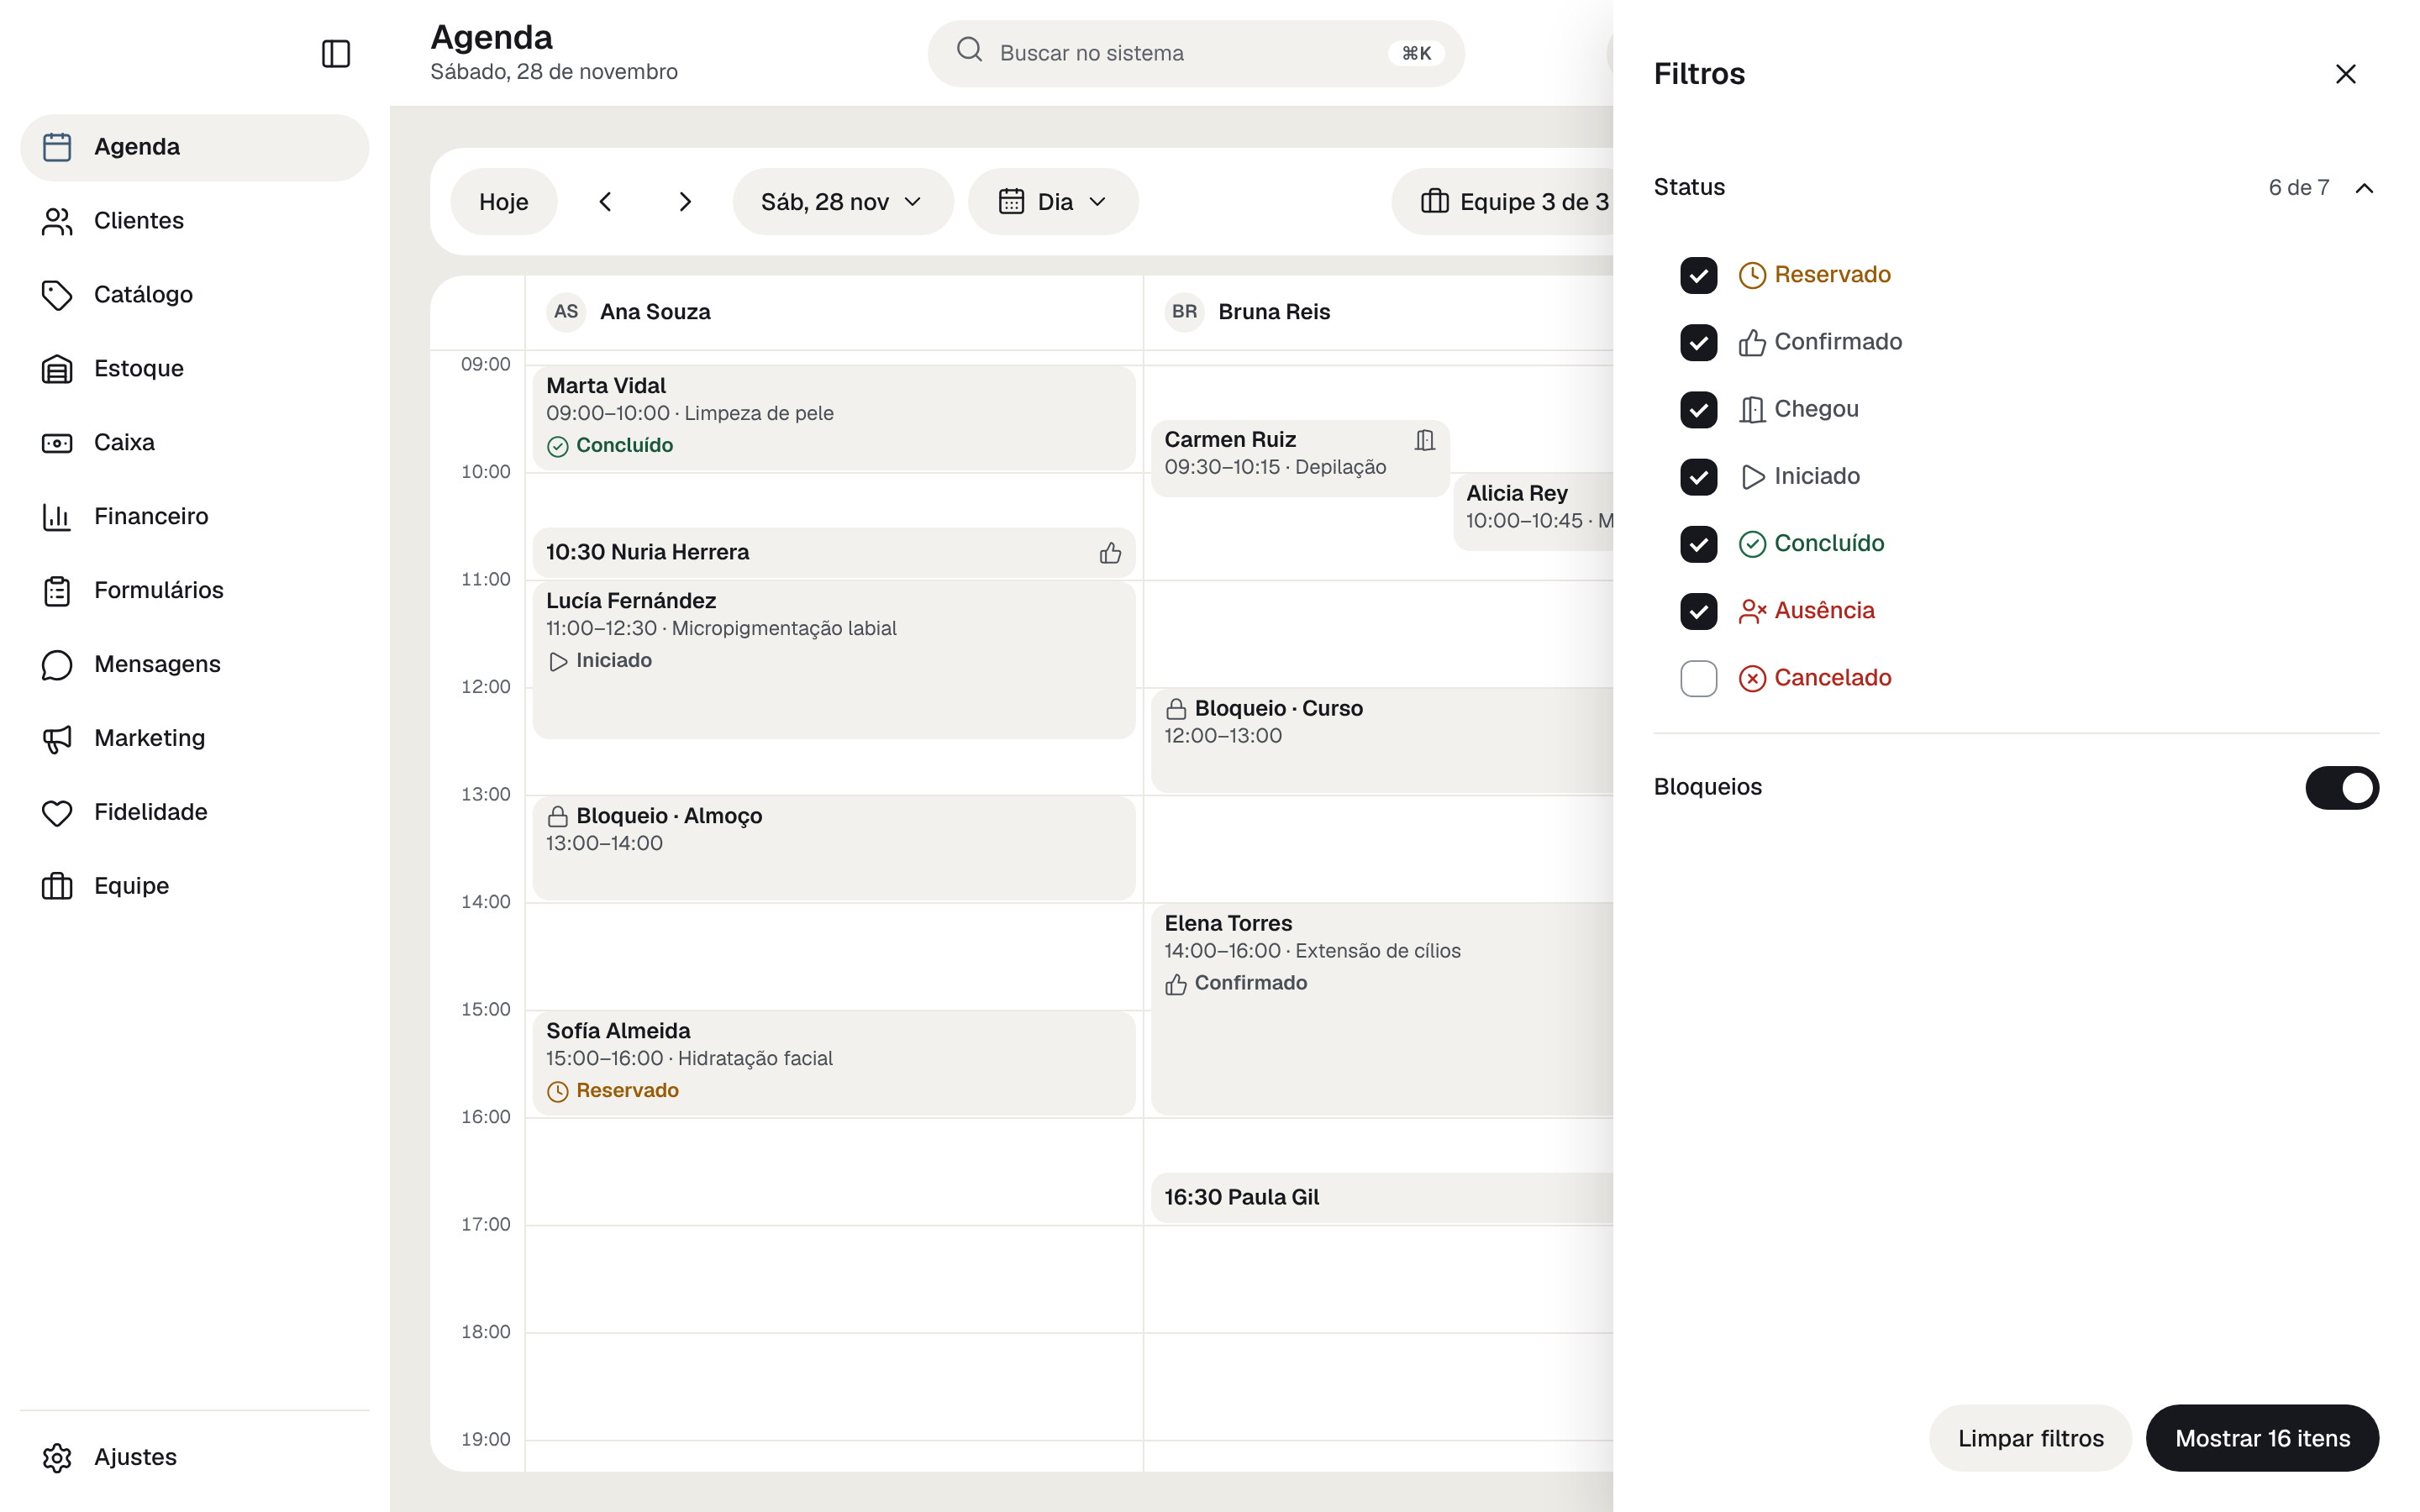 Agenda
Clientes
Catálogo
Estoque
Caixa
Financeiro
Formulários
Mensagens
Marketing
Fidelidade
Equipe
Ajustes
Agenda
Sábado, 28 de novembro
Buscar no sistema
⌘K
Hoje
Sáb, 28 nov
Dia
Equipe 3 de 3
AS
Ana Souza
BR
Bruna Reis
09:00
10:00
11:00
12:00
13:00
14:00
15:00
16:00
17:00
18:00
19:00
Marta Vidal
09:00–10:00 · Limpeza de pele
Concluído
10:30 Nuria Herrera
Lucía Fernández
11:00–12:30 · Micropigmentação labial
Iniciado
Bloqueio · Almoço
13:00–14:00
Sofía Almeida
15:00–16:00 · Hidratação facial
Reservado
Carmen Ruiz
09:30–10:15 · Depilação
Alicia Rey
10:00–10:45 · M
Bloqueio · Curso
12:00–13:00
Elena Torres
14:00–16:00 · Extensão de cílios
Confirmado
16:30 Paula Gil
Filtros
Status
6 de 7
Reservado
Confirmado
Chegou
Iniciado
Concluído
Ausência
Cancelado
Bloqueios
Limpar filtros
Mostrar 16 itens